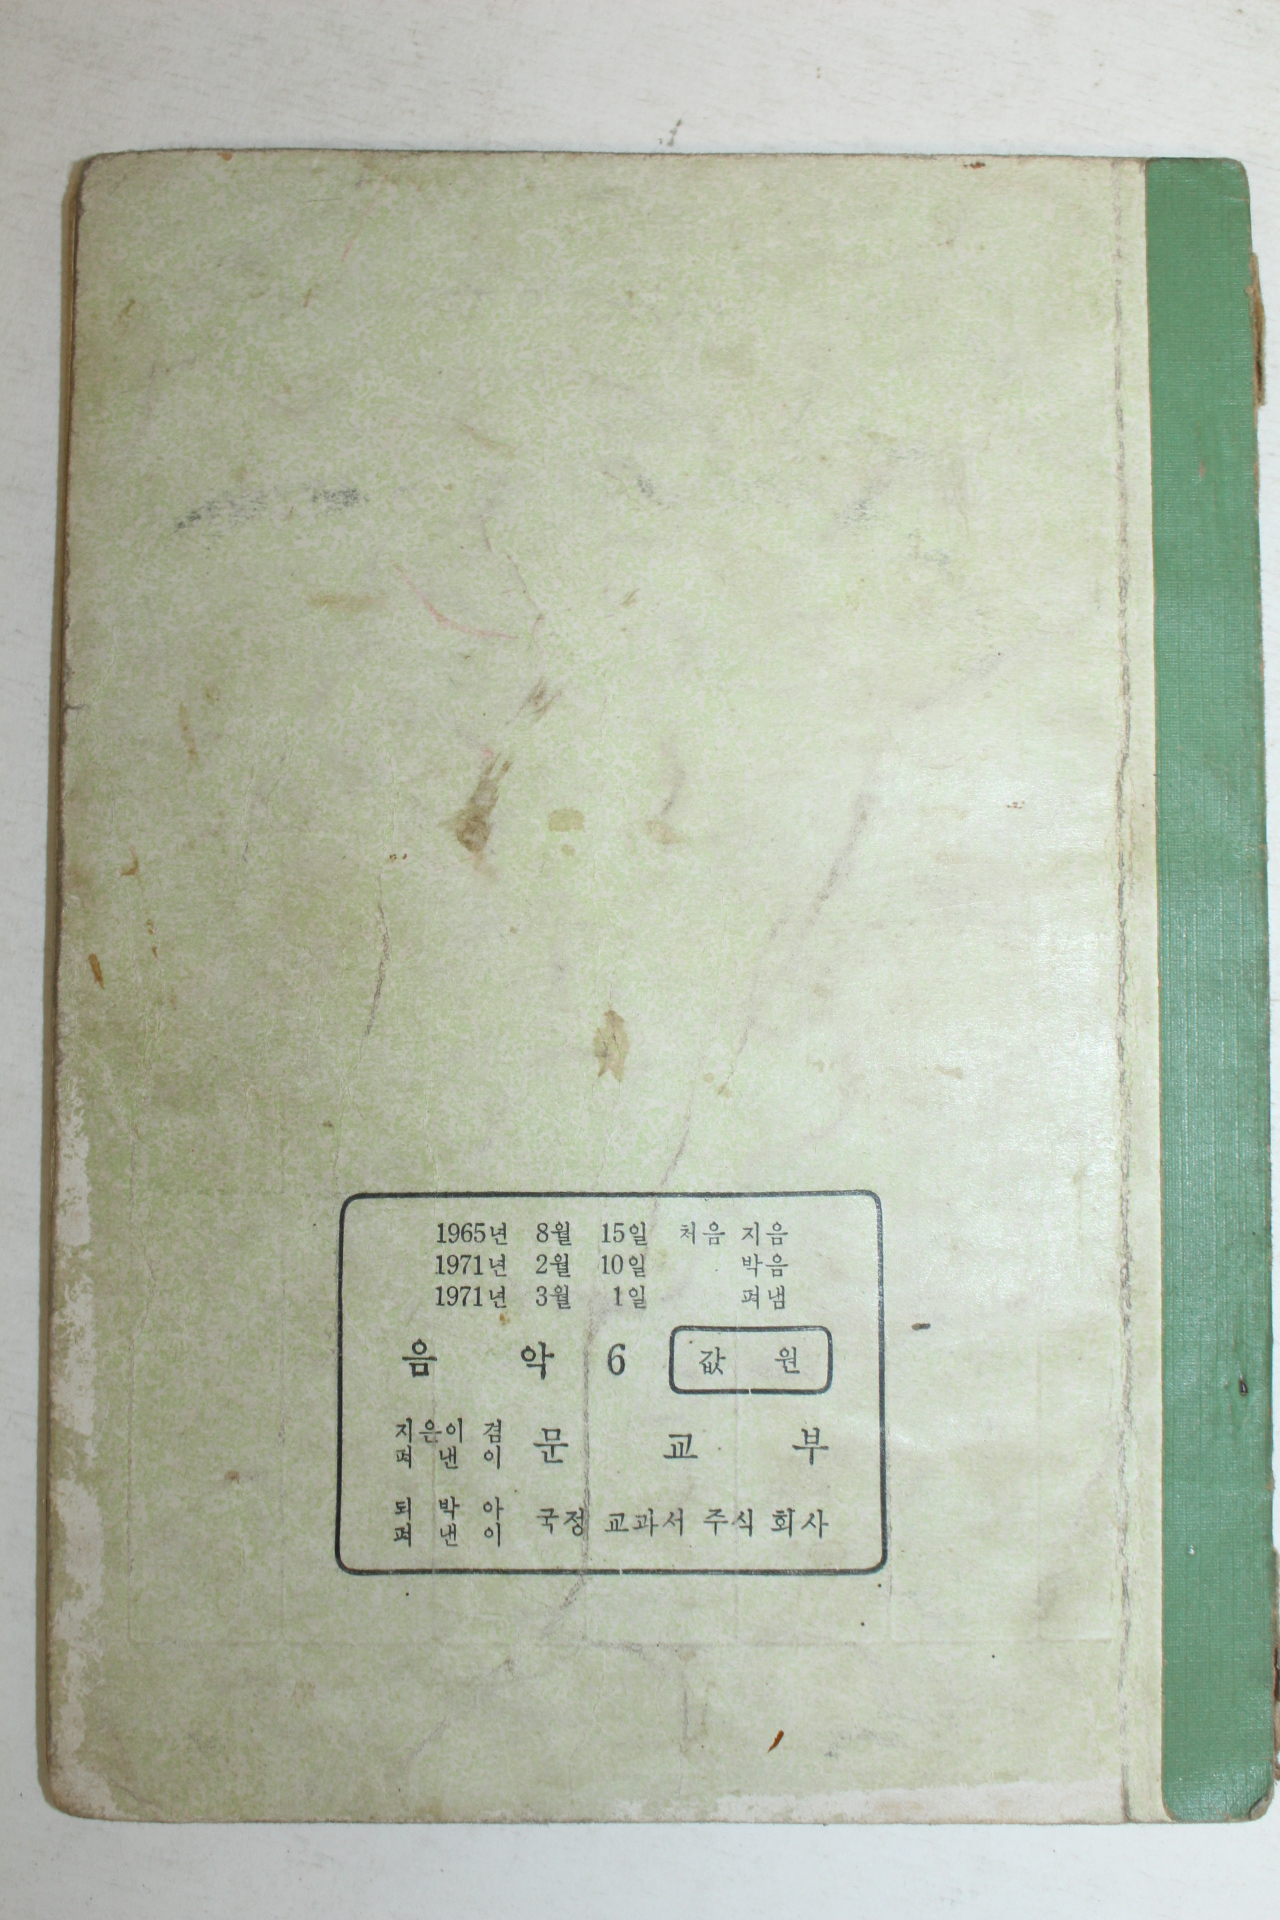 1965년 8월 15일 처음 지음
1971년 2월 10일 박음
1971년 3월 1일 펴냄
음 악 6 값 원
지은이 겸
펴 낸 이
문 교 부
되 박 아
펴 낸 이
국정 교과서 주식 회사